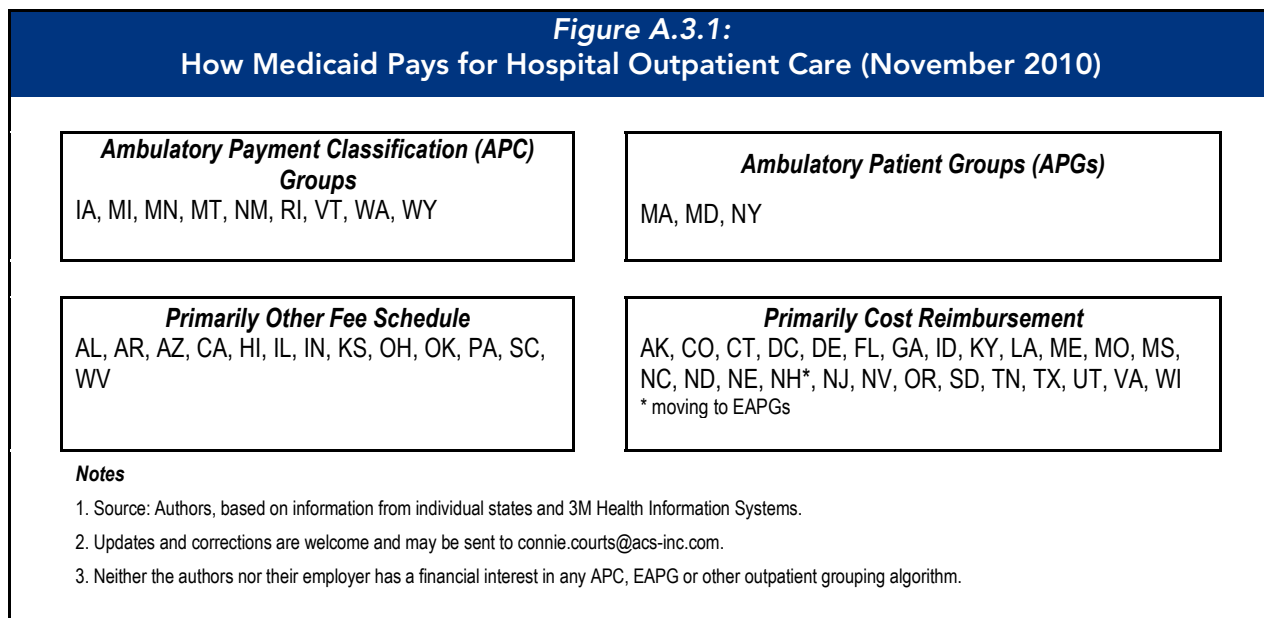 Figure A.3.1:
How Medicaid Pays for Hospital Outpatient Care (November 2010)
Ambulatory Payment Classification (APC)
Groups
IA, MI, MN, MT, NM, RI, VT, WA, WY
Ambulatory Patient Groups (APGs)
MA, MD, NY
Primarily Other Fee Schedule
AL, AR, AZ, CA, HI, IL, IN, KS, OH, OK, PA, SC,
WV
Primarily Cost Reimbursement
AK, CO, CT, DC, DE, FL, GA, ID, KY, LA, ME, MO, MS,
NC, ND, NE, NH*, NJ, NV, OR, SD, TN, TX, UT, VA, WI
* moving to EAPGs
Notes
1. Source: Authors, based on information from individual states and 3M Health Information Systems.
2. Updates and corrections are welcome and may be sent to connie.courts@acs-inc.com.
3. Neither the authors nor their employer has a financial interest in any APC, EAPG or other outpatient grouping algorithm.